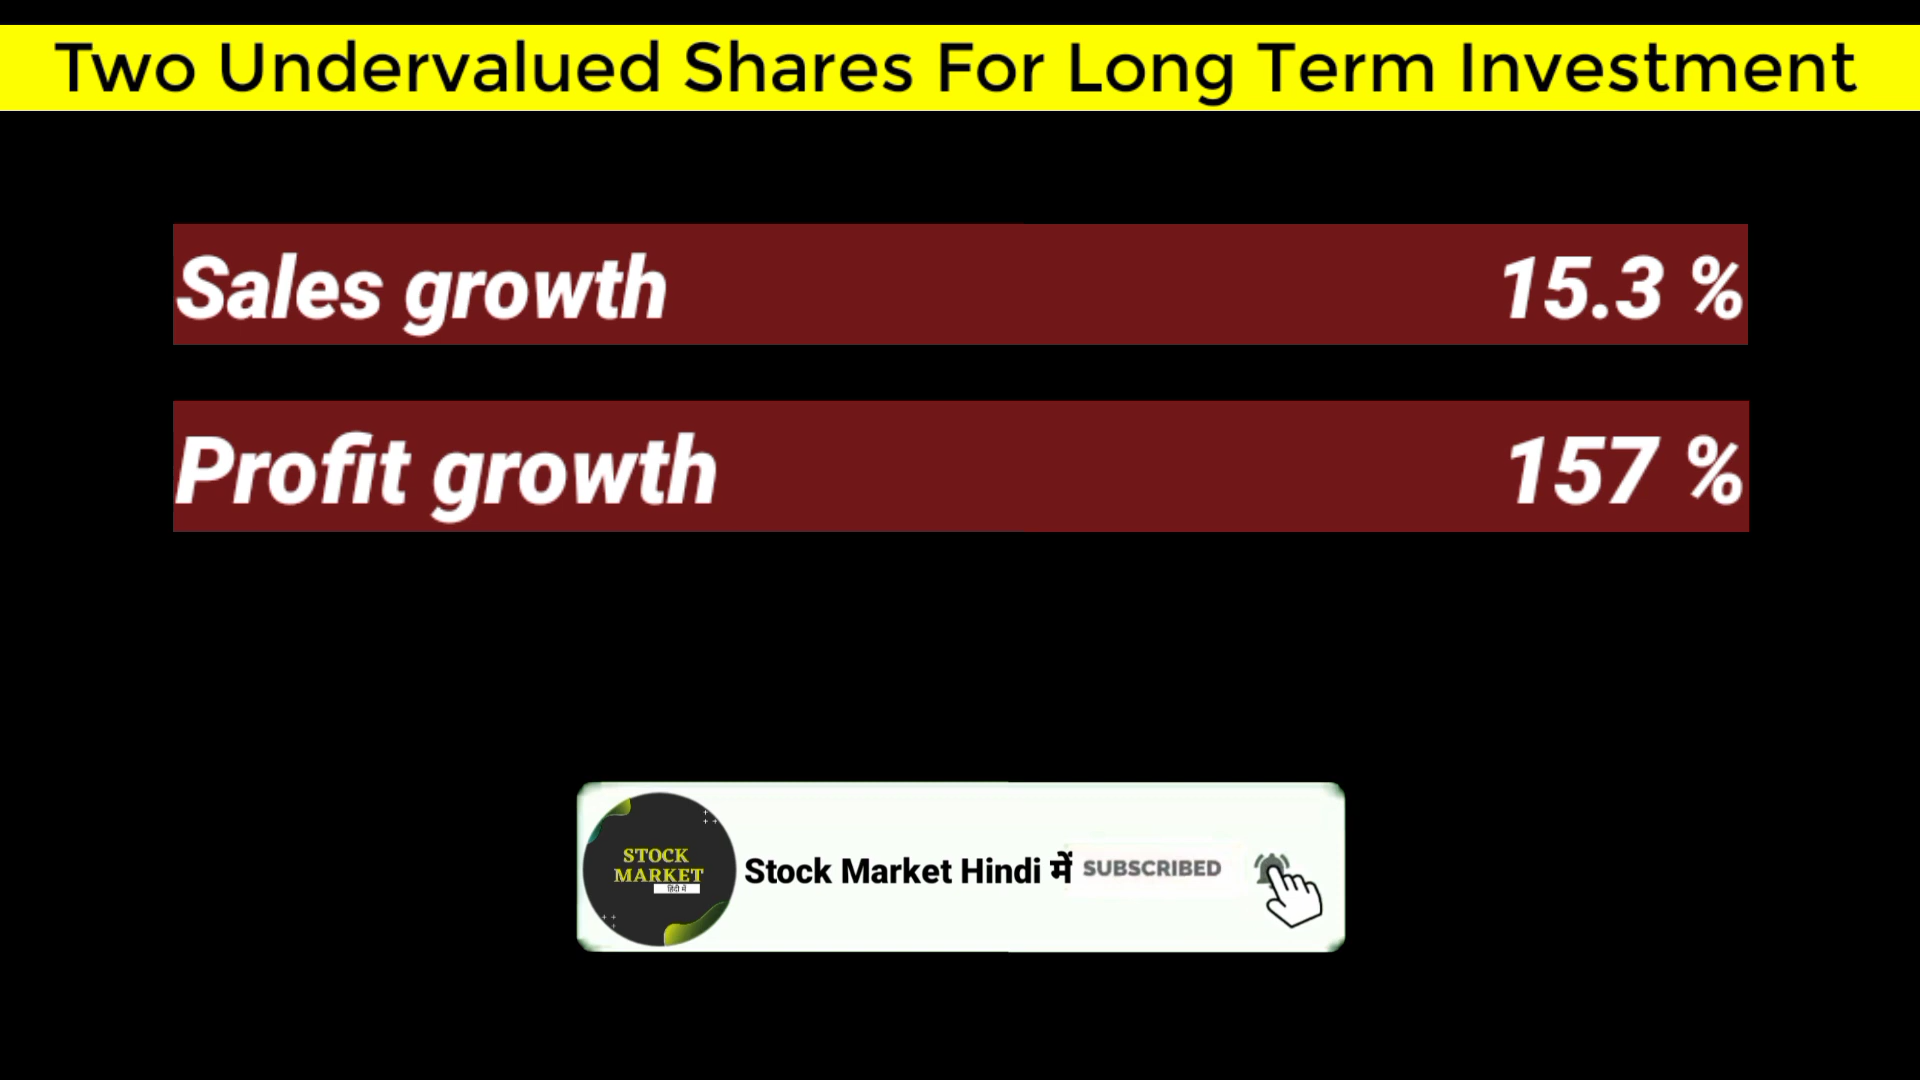 Two Undervalued Shares For Long Term Investment
Sales growth 15.3 %
Profit growth 157 %
STOCK
MARKET
हिंदी में
Stock Market Hindi में SUBSCRIBED